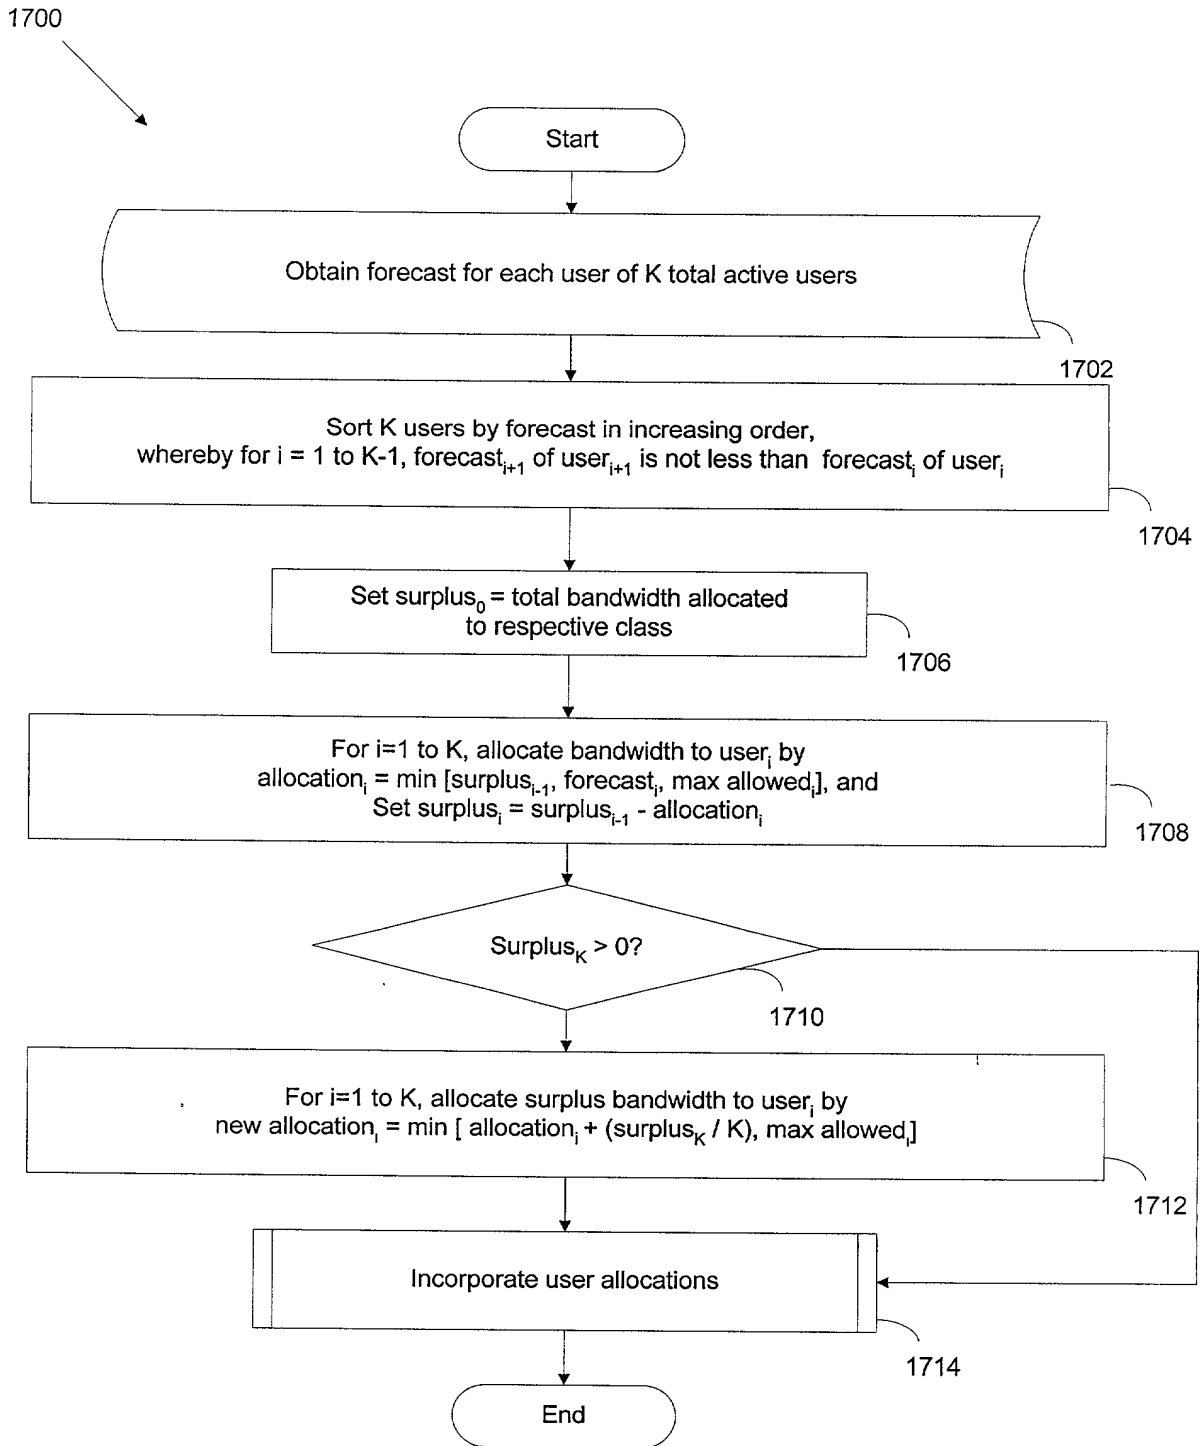 1700
Start
Obtain forecast for each user of K total active users
1702
Sort K users by forecast in increasing order,
whereby for i = 1 to K-1, forecastᵢ₊₁ of userᵢ₊₁ is not less than forecastᵢ of userᵢ
1704
Set surplus₀ = total bandwidth allocated
to respective class
1706
For i=1 to K, allocate bandwidth to userᵢ by
allocationᵢ = min [surplusᵢ₋₁, forecastᵢ, max allowedᵢ], and
Set surplusᵢ = surplusᵢ₋₁ - allocationᵢ
1708
Surplus_K > 0?
1710
For i=1 to K, allocate surplus bandwidth to userᵢ by
new allocationᵢ = min [ allocationᵢ + (surplus_K / K), max allowedᵢ]
1712
Incorporate user allocations
1714
End